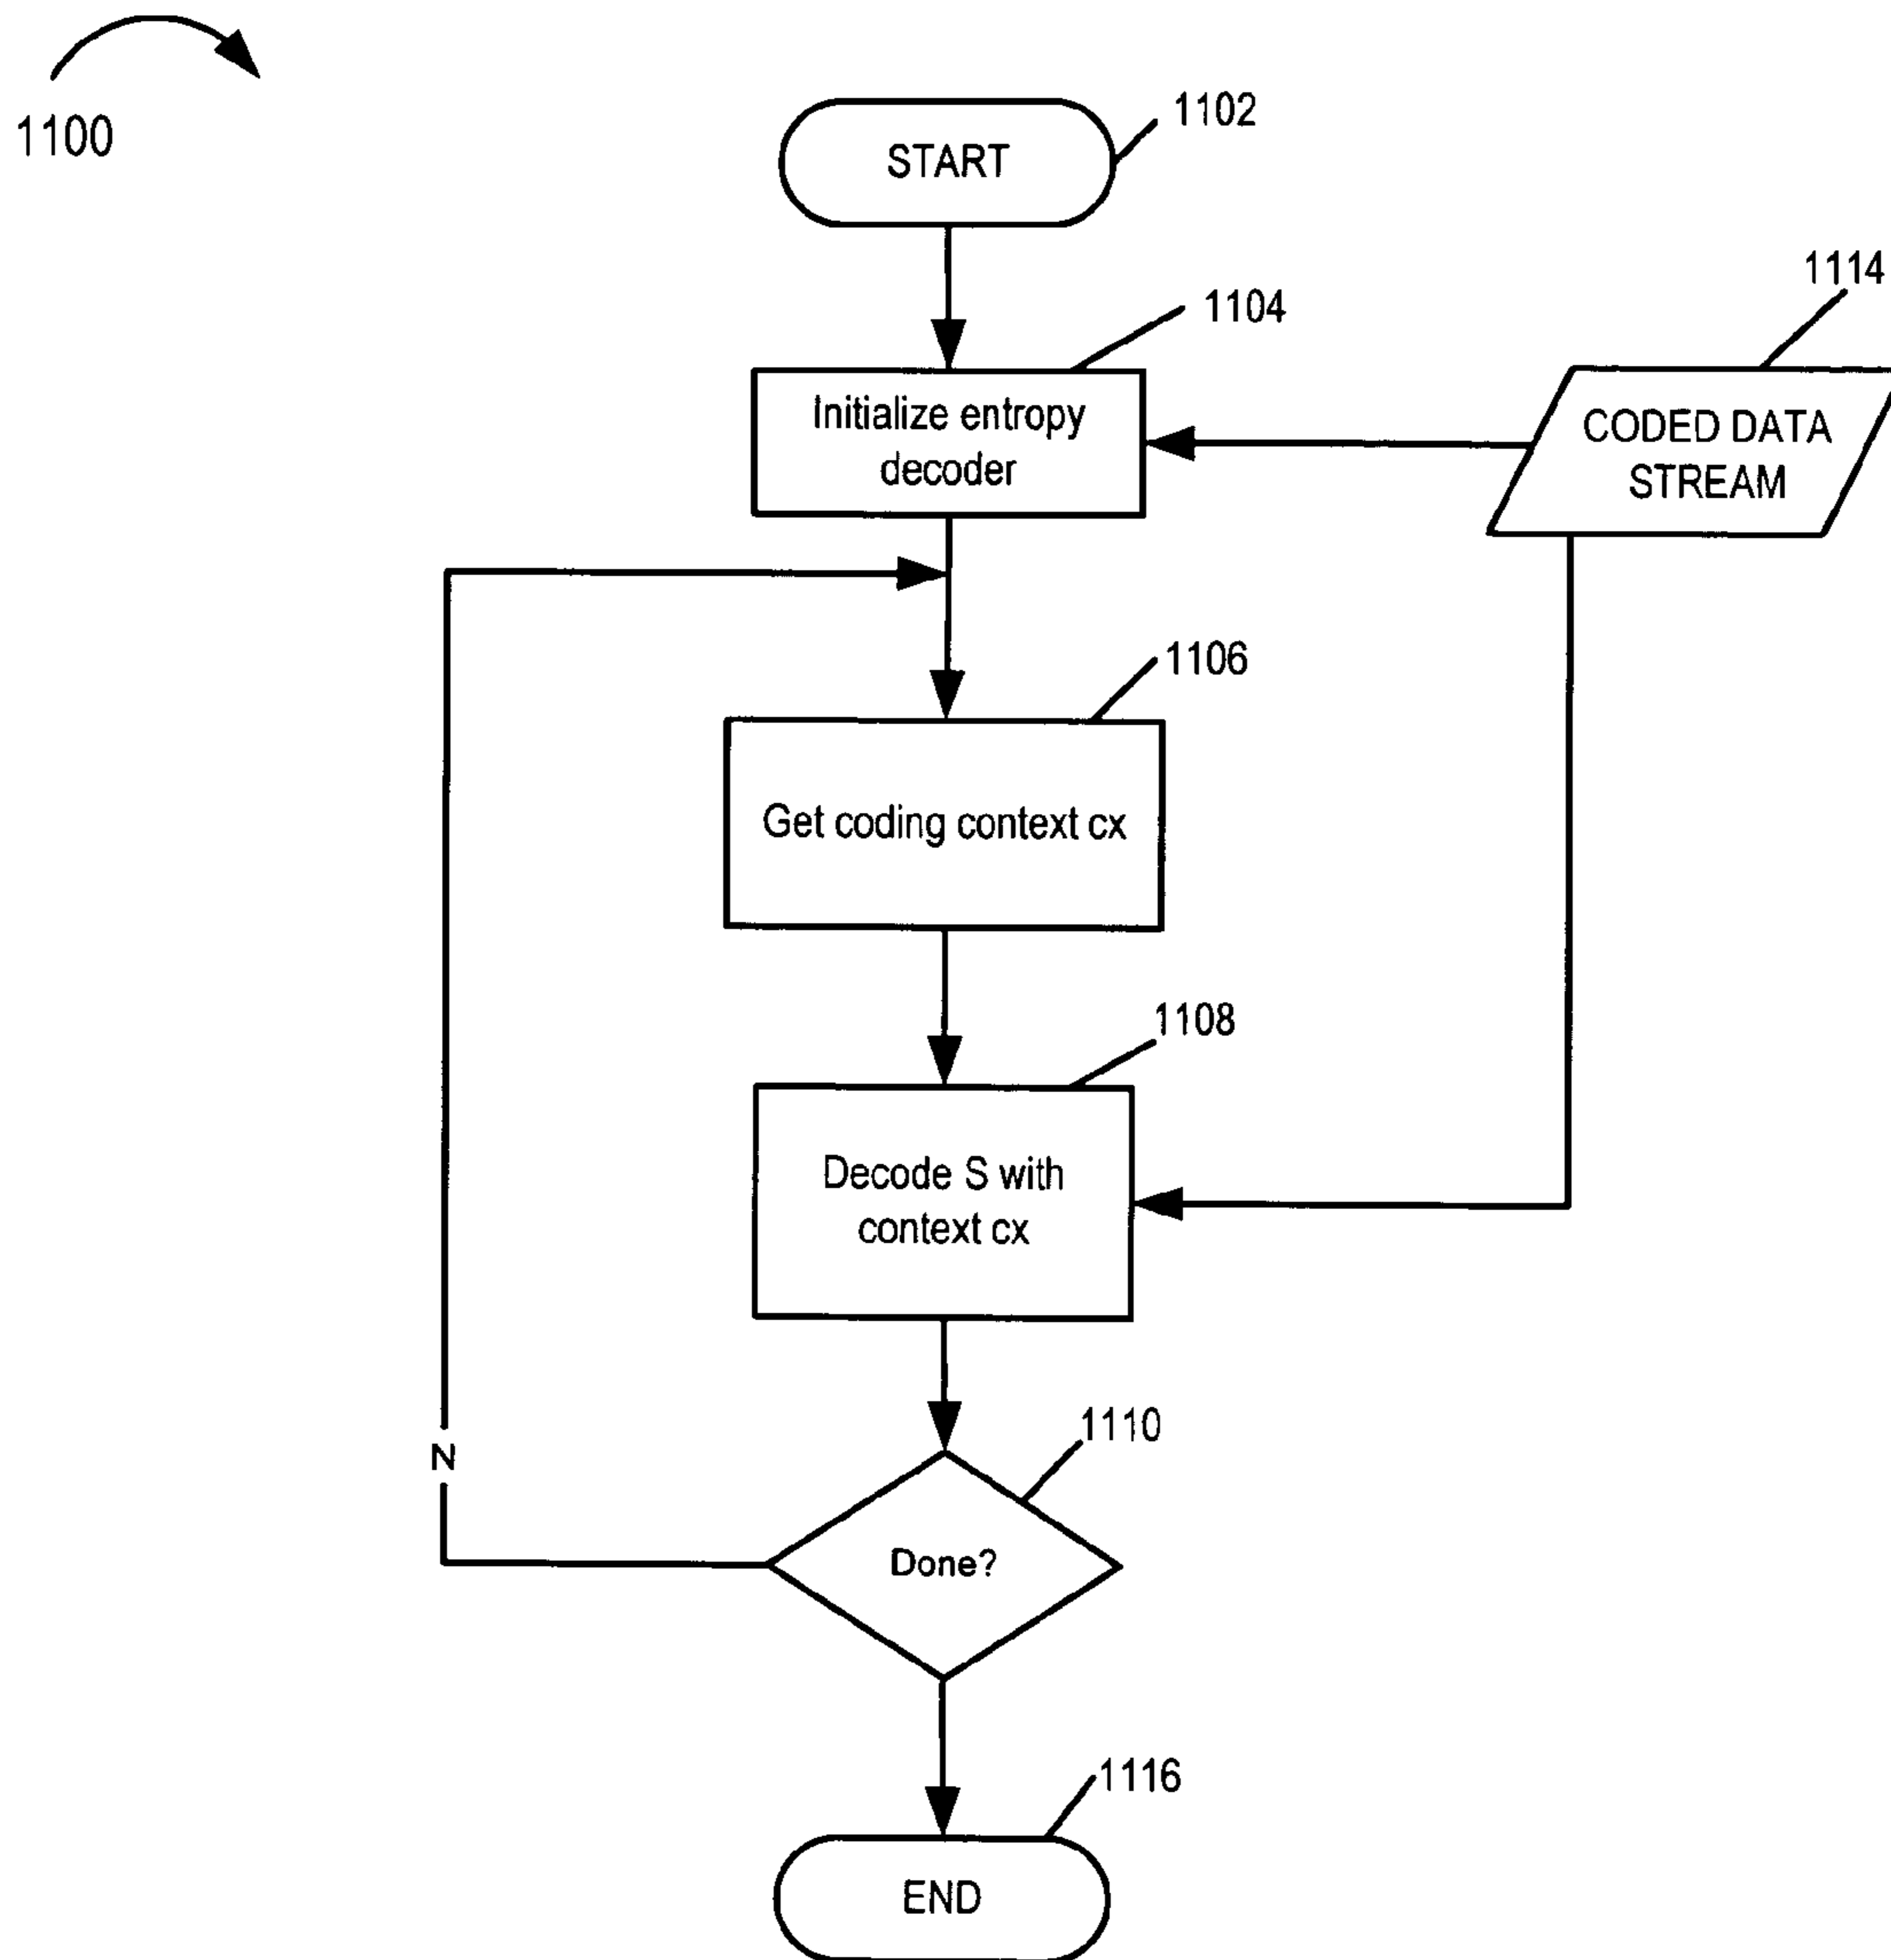 1100
1102
START
1114
1104
Initialize entropy
decoder
CODED DATA
STREAM
1106
Get coding context cx
1108
Decode S with
context cx
1110
N
Done?
1116
END